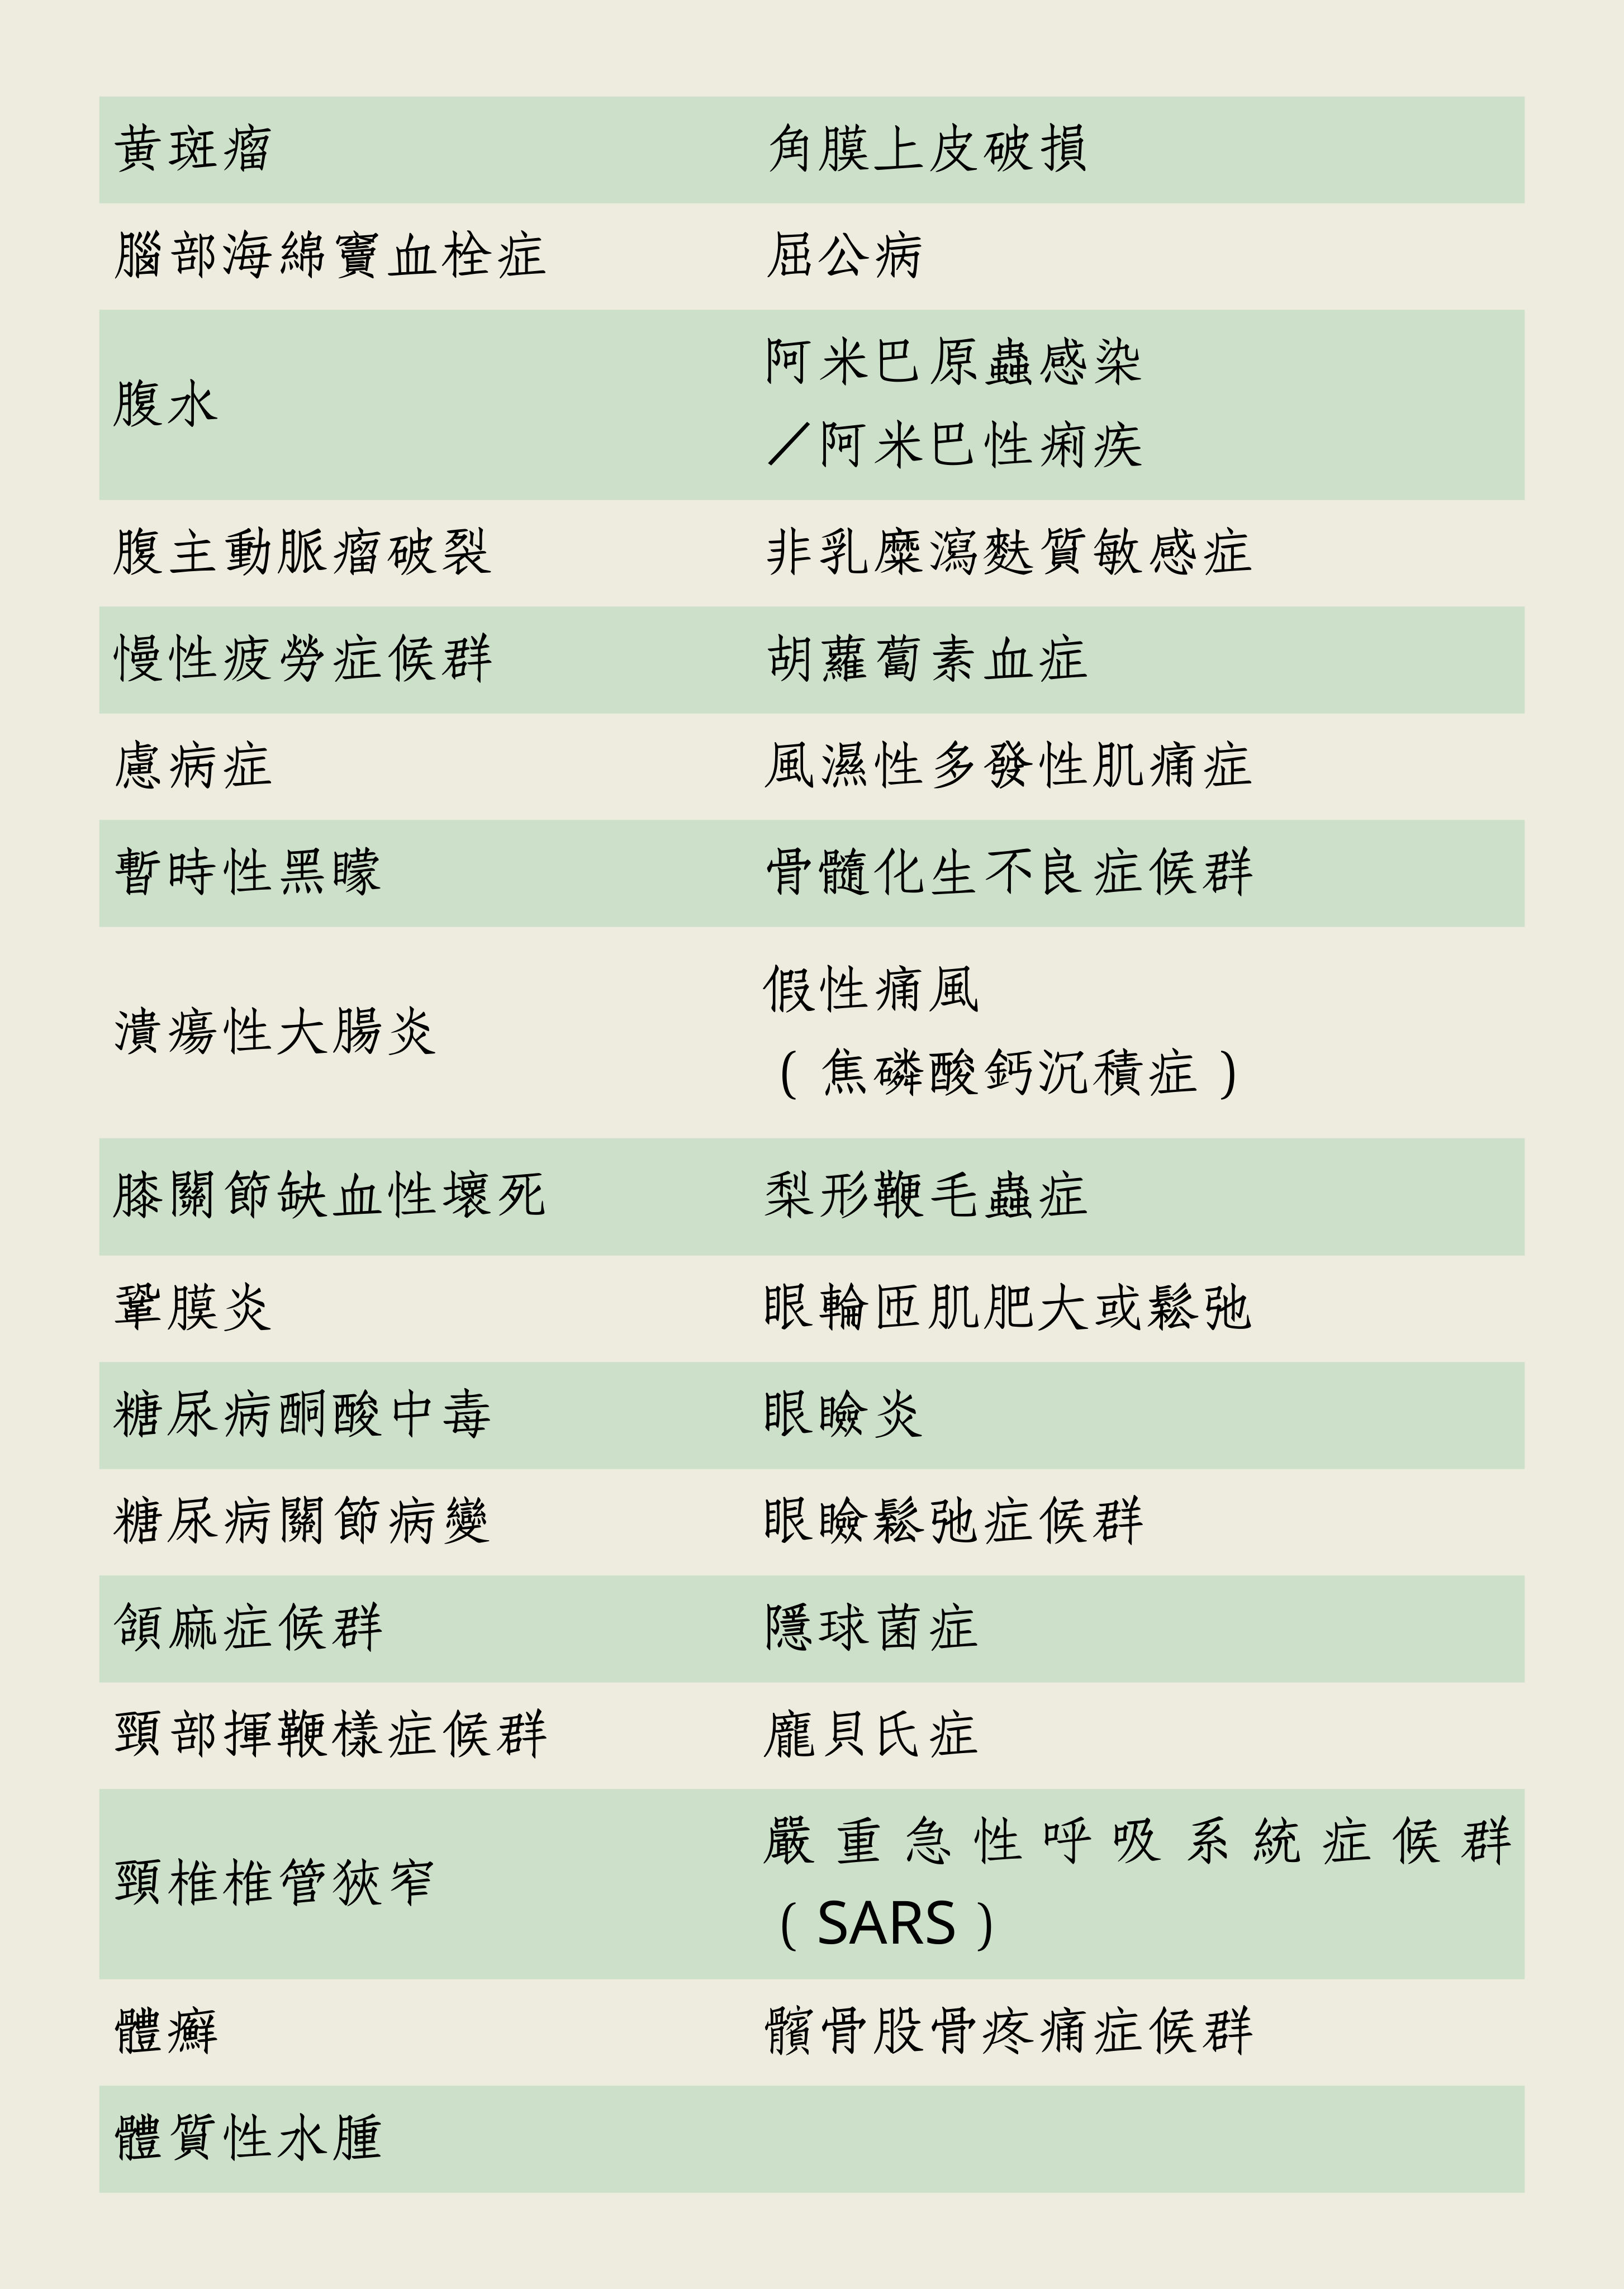 黄斑瘤 角膜上皮破損
腦部海綿竇血栓症 屈公病
腹水 阿米巴原蟲感染
／阿米巴性痢疾
腹主動脈瘤破裂 非乳糜瀉麩質敏感症
慢性疲勞症候群 胡蘿蔔素血症
慮病症 風濕性多發性肌痛症
暫時性黑矇 骨髓化生不良症候群
潰瘍性大腸炎 假性痛風
（焦磷酸鈣沉積症）
膝關節缺血性壞死 梨形鞭毛蟲症
鞏膜炎 眼輪匝肌肥大或鬆弛
糖尿病酮酸中毒 眼瞼炎
糖尿病關節病變 眼瞼鬆弛症候群
頷麻症候群 隱球菌症
頸部揮鞭樣症候群 龐貝氏症
頸椎椎管狹窄 嚴重急性呼吸系統症候群
（SARS）
體癬 髕骨股骨疼痛症候群
體質性水腫